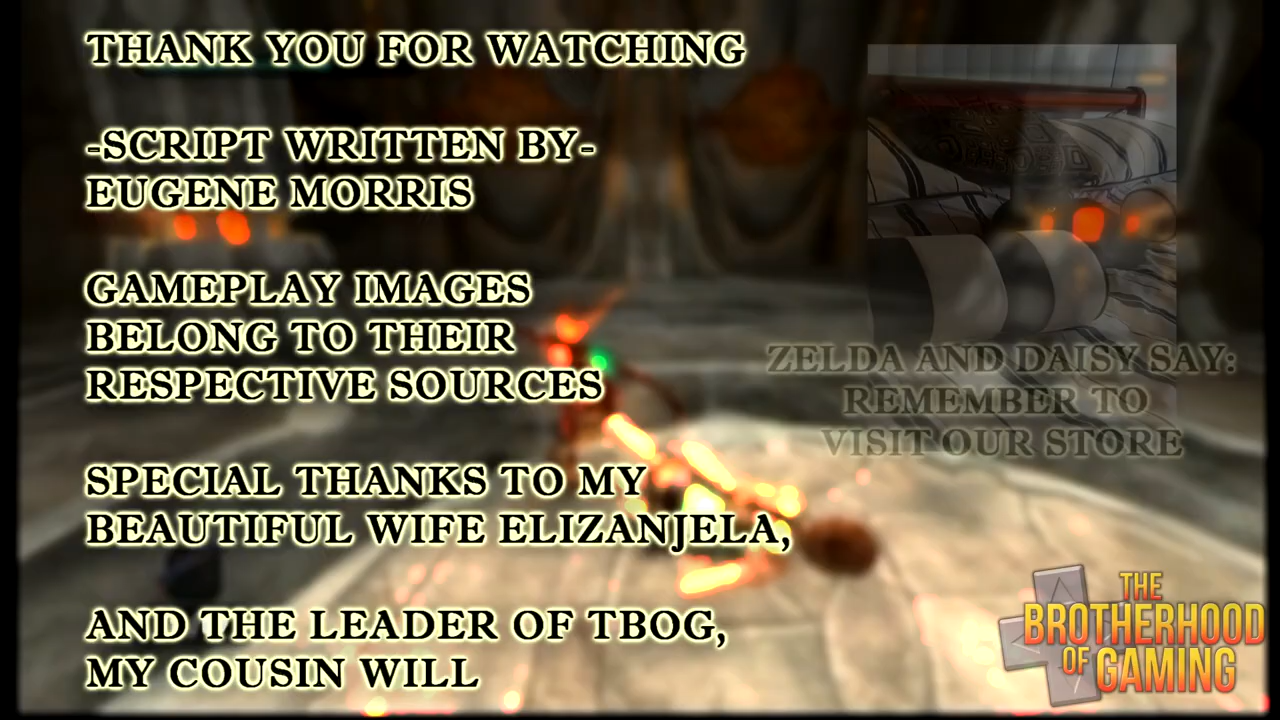 THANK YOU FOR WATCHING
-SCRIPT WRITTEN BY-
EUGENE MORRIS
GAMEPLAY IMAGES
BELONG TO THEIR
RESPECTIVE SOURCES
SPECIAL THANKS TO MY
BEAUTIFUL WIFE ELIZANJELA,
AND THE LEADER OF TBOG,
MY COUSIN WILL
ZELDA AND DAISY SAY:
REMEMBER TO
VISIT OUR STORE
THE
BROTHERHOOD
OF GAMING